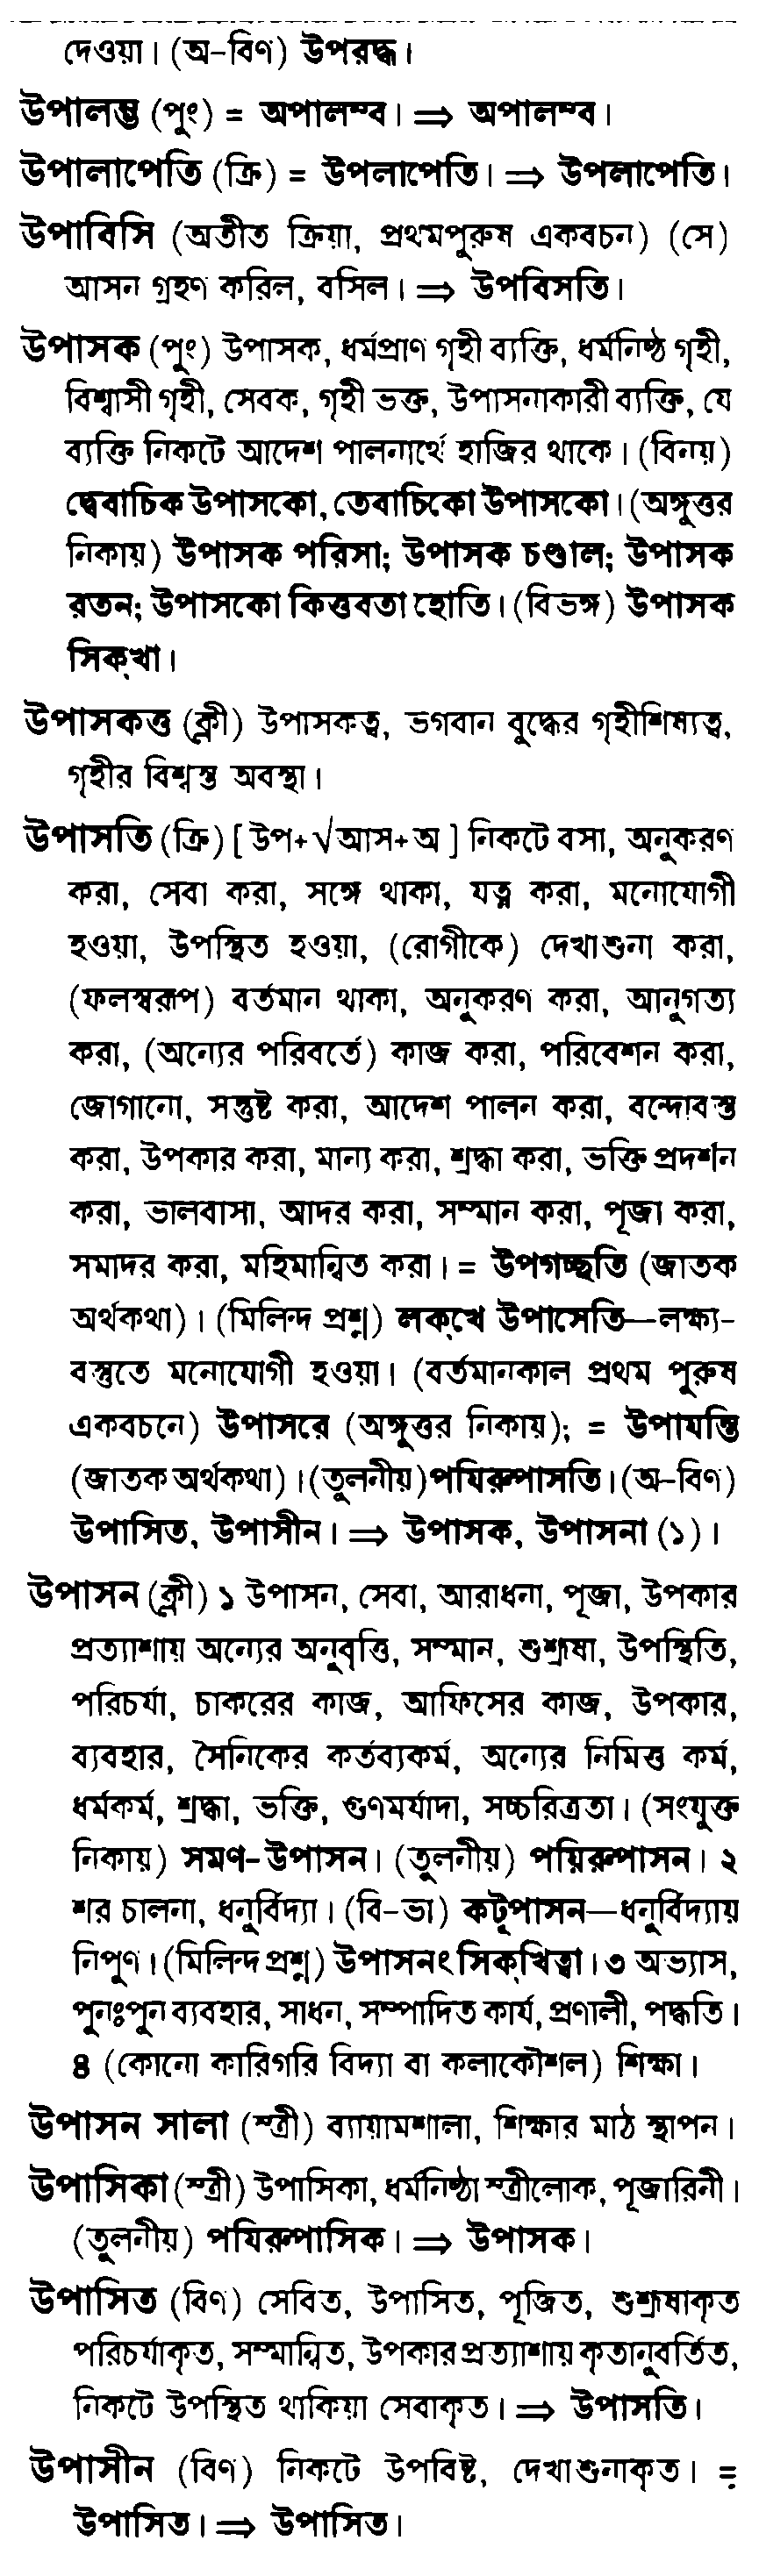 দেওয়া। (অ-বিণ) উপরদ্ধ।
উপালম্ভ (পুং) = অপালম্ব। ⇒ অপালম্ব।
উপালাপেতি (ক্রি) = উপলাপেতি। ⇒ উপলাপেতি।
উপাবিসি (অতীত ক্রিয়া, প্রথমপুরুষ একবচন) (সে)
আসন গ্রহণ করিল, বসিল। ⇒ উপবিসতি।
উপাসক (পুং) উপাসক, ধর্মপ্রাণ গৃহী ব্যক্তি, ধর্মনিষ্ঠ গৃহী,
বিশ্বাসী গৃহী, সেবক, গৃহী ভক্ত, উপাসনাকারী ব্যক্তি, যে
ব্যক্তি নিকটে আদেশ পালনার্থে হাজির থাকে। (বিনয়)
দ্বেবাচিক উপাসকো, তেবাচিকো উপাসকো। (অঙ্গুত্তর
নিকায়) উপাসক পরিসা; উপাসক চণ্ডাল; উপাসক
রতন; উপাসকো কিত্তবতা হোতি। (বিভঙ্গ) উপাসক
সিক্‌খা।
উপাসকত্ত (ক্লী) উপাসকত্ব, ভগবান বুদ্ধের গৃহীশিষ্যত্ব,
গৃহীর বিশ্বস্ত অবস্থা।
উপাসতি (ক্রি) [ উপ+√আস+অ ] নিকটে বসা, অনুকরণ
করা, সেবা করা, সঙ্গে থাকা, যত্ন করা, মনোযোগী
হওয়া, উপস্থিত হওয়া, (রোগীকে) দেখাশুনা করা,
(ফলস্বরূপ) বর্তমান থাকা, অনুকরণ করা, আনুগত্য
করা, (অন্যের পরিবর্তে) কাজ করা, পরিবেশন করা,
জোগানো, সন্তুষ্ট করা, আদেশ পালন করা, বন্দোবস্ত
করা, উপকার করা, মান্য করা, শ্রদ্ধা করা, ভক্তি প্রদর্শন
করা, ভালবাসা, আদর করা, সম্মান করা, পূজা করা,
সমাদর করা, মহিমান্বিত করা। = উপগচ্ছতি (জাতক
অর্থকথা)। (মিলিন্দ প্রশ্ন) লক্‌খে উপাসেতি—লক্ষ্য-
বস্তুতে মনোযোগী হওয়া। (বর্তমানকাল প্রথম পুরুষ
একবচনে) উপাসরে (অঙ্গুত্তর নিকায়); = উপাযন্তি
(জাতক অর্থকথা)। (তুলনীয়) পযিরুপাসতি। (অ-বিণ)
উপাসিত, উপাসীন। ⇒ উপাসক, উপাসনা (১)।
উপাসন (ক্লী) ১ উপাসন, সেবা, আরাধনা, পূজা, উপকার
প্রত্যাশায় অন্যের অনুবৃত্তি, সম্মান, শুশ্রূষা, উপস্থিতি,
পরিচর্যা, চাকরের কাজ, আফিসের কাজ, উপকার,
ব্যবহার, সৈনিকের কর্তব্যকর্ম, অন্যের নিমিত্ত কর্ম,
ধর্মকর্ম, শ্রদ্ধা, ভক্তি, গুণমর্যাদা, সচ্চরিত্রতা। (সংযুক্ত
নিকায়) সমণ-উপাসন। (তুলনীয়) পয়িরুপাসন। ২
শর চালনা, ধনুর্বিদ্যা। (বি-ভা) কটূপাসন—ধনুর্বিদ্যায়
নিপুণ। (মিলিন্দ প্রশ্ন) উপাসনং সিক্‌খিত্বা। ৩ অভ্যাস,
পুনঃপুন ব্যবহার, সাধন, সম্পাদিত কার্য, প্রণালী, পদ্ধতি।
৪ (কোনো কারিগরি বিদ্যা বা কলাকৌশল) শিক্ষা।
উপাসন সালা (স্ত্রী) ব্যায়ামশালা, শিক্ষার মাঠ স্থাপন।
উপাসিকা (স্ত্রী) উপাসিকা, ধর্মনিষ্ঠা স্ত্রীলোক, পূজারিনী।
(তুলনীয়) পযিরুপাসিক। ⇒ উপাসক।
উপাসিত (বিণ) সেবিত, উপাসিত, পূজিত, শুশ্রূষাকৃত
পরিচর্যাকৃত, সম্মান্বিত, উপকার প্রত্যাশায় কৃতানুবর্তিত,
নিকটে উপস্থিত থাকিয়া সেবাকৃত। ⇒ উপাসতি।
উপাসীন (বিণ) নিকটে উপবিষ্ট, দেখাশুনাকৃত। =
উপাসিত। ⇒ উপাসিত।